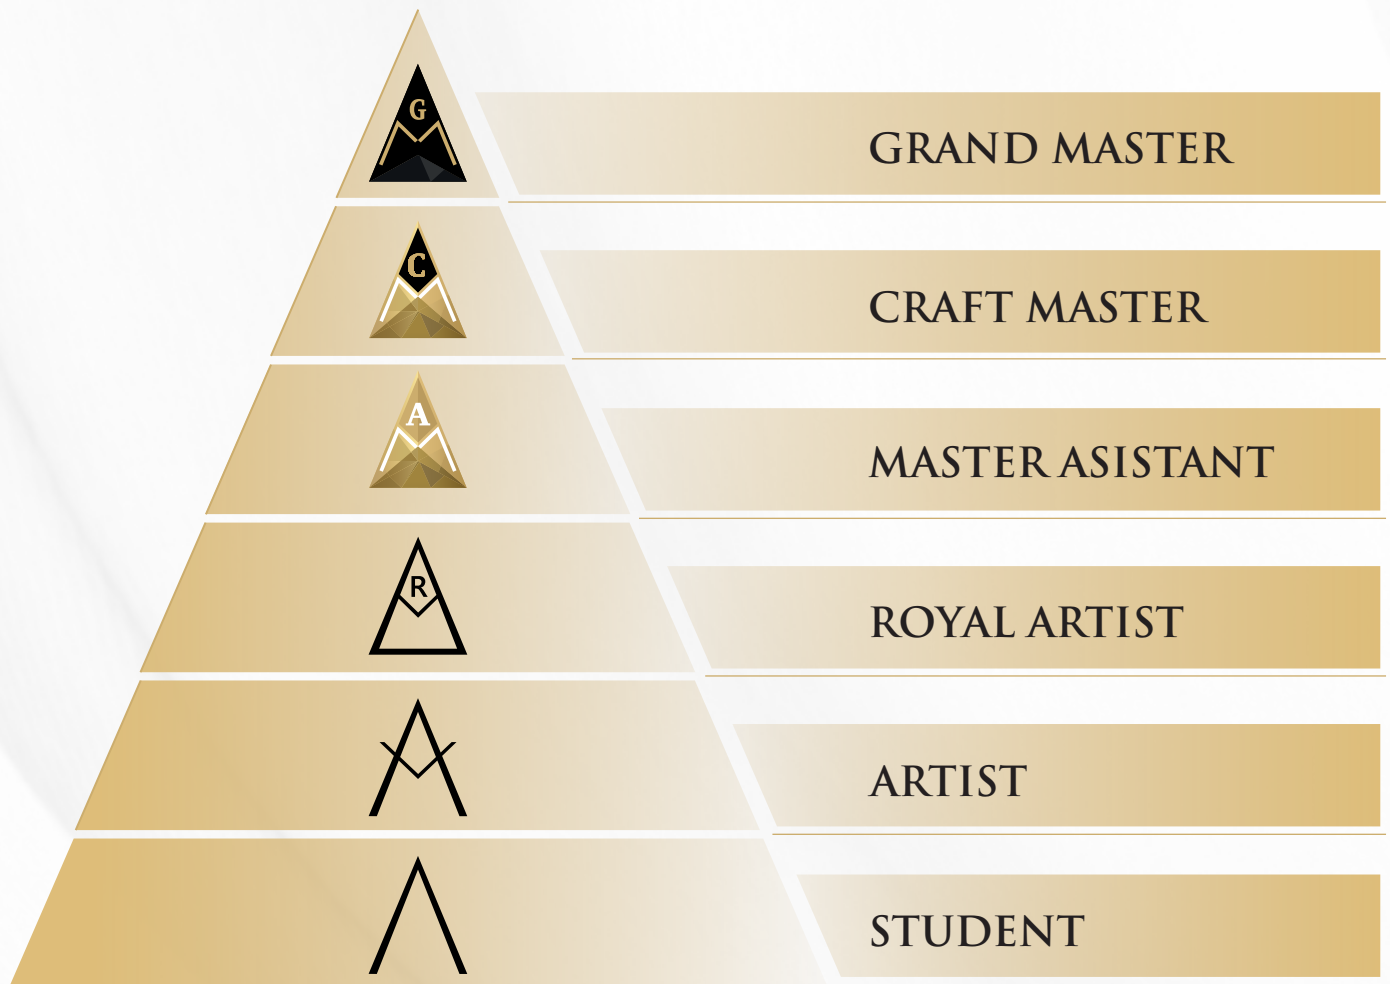 G
GRAND MASTER
C
CRAFT MASTER
A
MASTER ASISTANT
R
ROYAL ARTIST
ARTIST
STUDENT